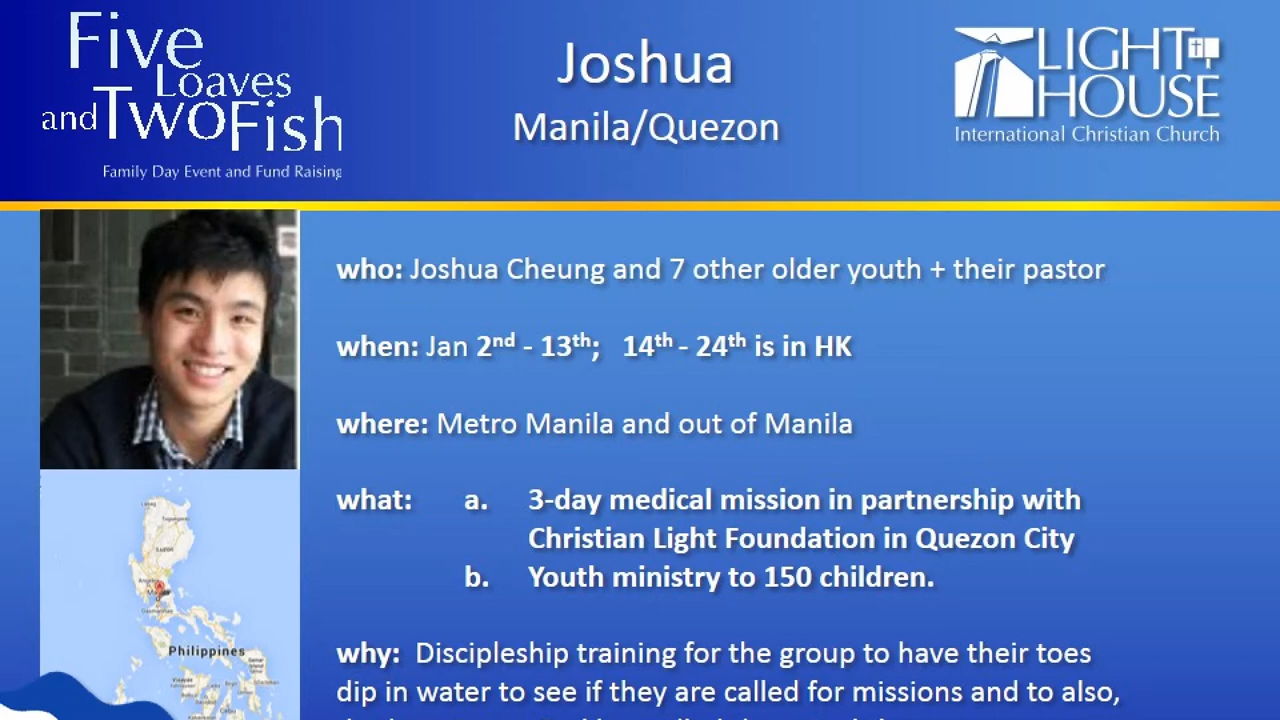 Five
Loaves
and Two Fish
Family Day Event and Fund Raising
Joshua
Manila/Quezon
LIGHT
HOUSE
International Christian Church
who: Joshua Cheung and 7 other older youth + their pastor
when: Jan 2nd - 13th; 14th - 24th is in HK
where: Metro Manila and out of Manila
what: a. 3-day medical mission in partnership with
Christian Light Foundation in Quezon City
b. Youth ministry to 150 children.
Luzon
Philippines
why: Discipleship training for the group to have their toes
dip in water to see if they are called for missions and to also,